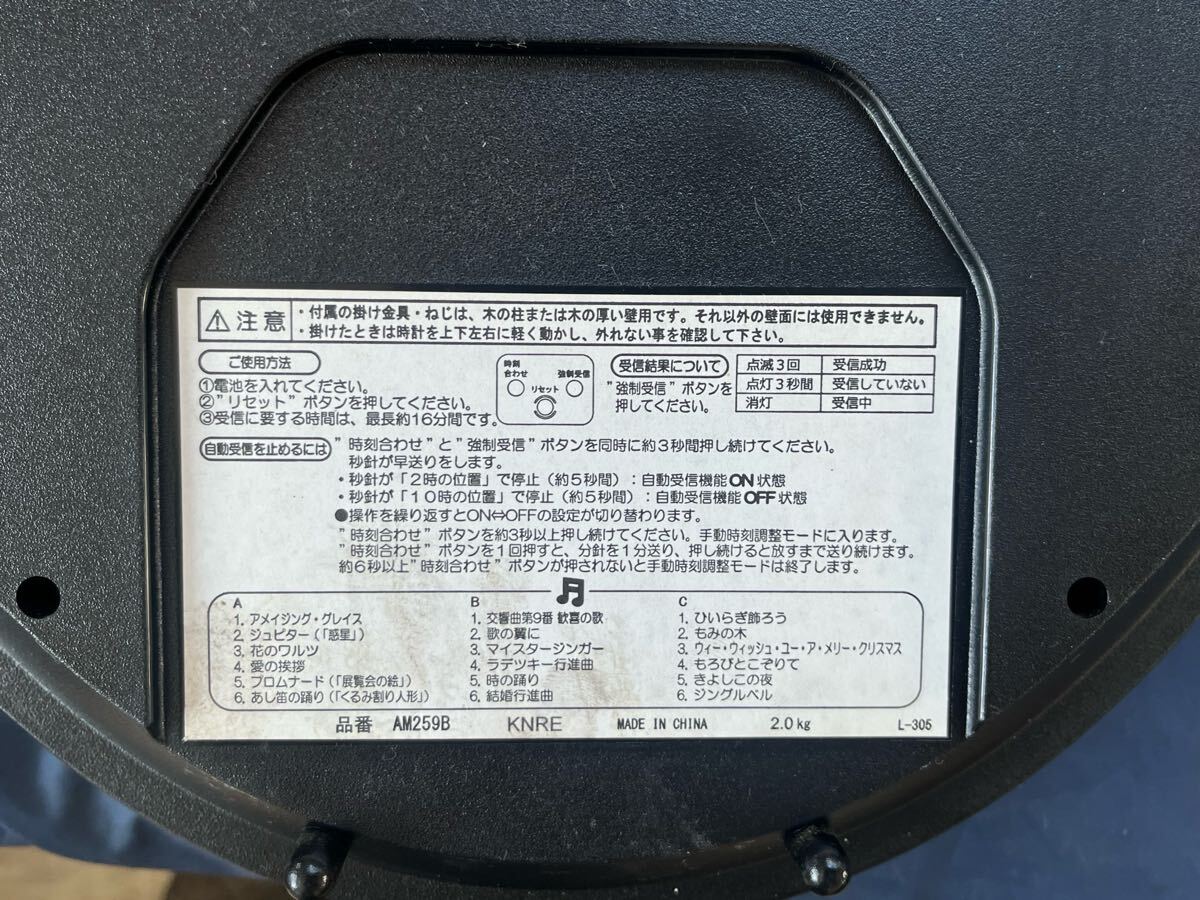 注意
・付属の掛け金具・ねじは、木の柱または木の厚い壁用です。それ以外の壁面には使用できません。
・掛けたときは時計を上下左右に軽く動かし、外れない事を確認して下さい。
ご使用方法
①電池を入れてください。
②"リセット"ボタンを押してください。
③受信に要する時間は、最長約16分間です。
時刻
合わせ
強制受信
リセット
受信結果について
"強制受信"ボタンを
押してください。
点滅3回 受信成功
点灯3秒間 受信していない
消灯 受信中
自動受信を止めるには
"時刻合わせ"と"強制受信"ボタンを同時に約3秒間押し続けてください。
秒針が早送りをします。
・秒針が「2時の位置」で停止（約5秒間）：自動受信機能ON状態
・秒針が「10時の位置」で停止（約5秒間）：自動受信機能OFF状態
●操作を繰り返すとON⇔OFFの設定が切り替わります。
"時刻合わせ"ボタンを約3秒以上押し続けてください。手動時刻調整モードに入ります。
"時刻合わせ"ボタンを1回押すと、分針を1分送り、押し続けると放すまで送り続けます。
約6秒以上"時刻合わせ"ボタンが押されないと手動時刻調整モードは終了します。
A
1. アメイジング・グレイス
2. ジュピター(「惑星」)
3. 花のワルツ
4. 愛の挨拶
5. プロムナード(「展覧会の絵」)
6. あし笛の踊り(「くるみ割り人形」)
B
1. 交響曲第9番 歓喜の歌
2. 歌の翼に
3. マイスタージンガー
4. ラデツキー行進曲
5. 時の踊り
6. 結婚行進曲
C
1. ひいらぎ飾ろう
2. もみの木
3. ウィー・ウィッシュ・ユー・ア・メリー・クリスマス
4. もろびとこぞりて
5. きよしこの夜
6. ジングルベル
品番 AM259B KNRE MADE IN CHINA 2.0kg L-305